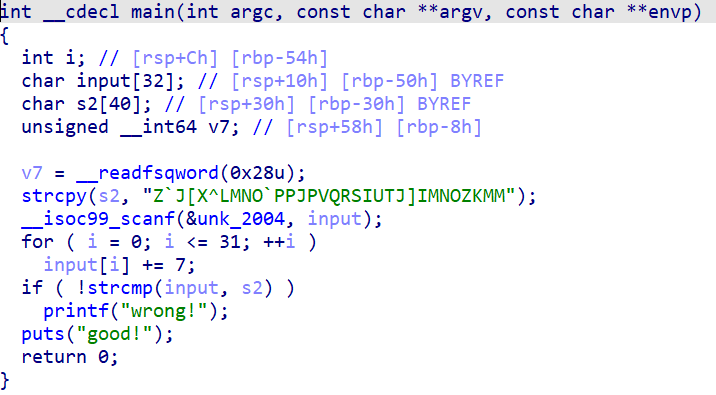 int __cdecl main(int argc, const char **argv, const char **envp)
{
  int i; // [rsp+Ch] [rbp-54h]
  char input[32]; // [rsp+10h] [rbp-50h] BYREF
  char s2[40]; // [rsp+30h] [rbp-30h] BYREF
  unsigned __int64 v7; // [rsp+58h] [rbp-8h]

  v7 = __readfsqword(0x28u);
  strcpy(s2, "Z`J[X^LMNO`PPJPVQRSIUTJ]IMNOZKMM");
  __isoc99_scanf(&unk_2004, input);
  for ( i = 0; i <= 31; ++i )
    input[i] += 7;
  if ( !strcmp(input, s2) )
    printf("wrong!");
  puts("good!");
  return 0;
}